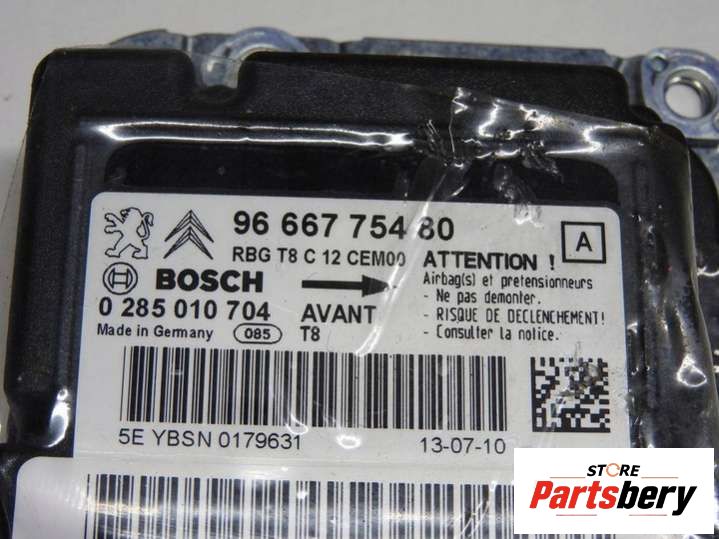 96 667 754 80
RBG T8 C 12 CEM00
A
BOSCH
0 285 010 704
Made in Germany 085
AVANT
T8
ATTENTION !
Airbag(s) et pretensionneurs
- Ne pas demonter.
- RISQUE DE DECLENCHEMENT!
- Consulter la notice.
5E YBSN 0179631
13-07-10
STORE
Partsbery